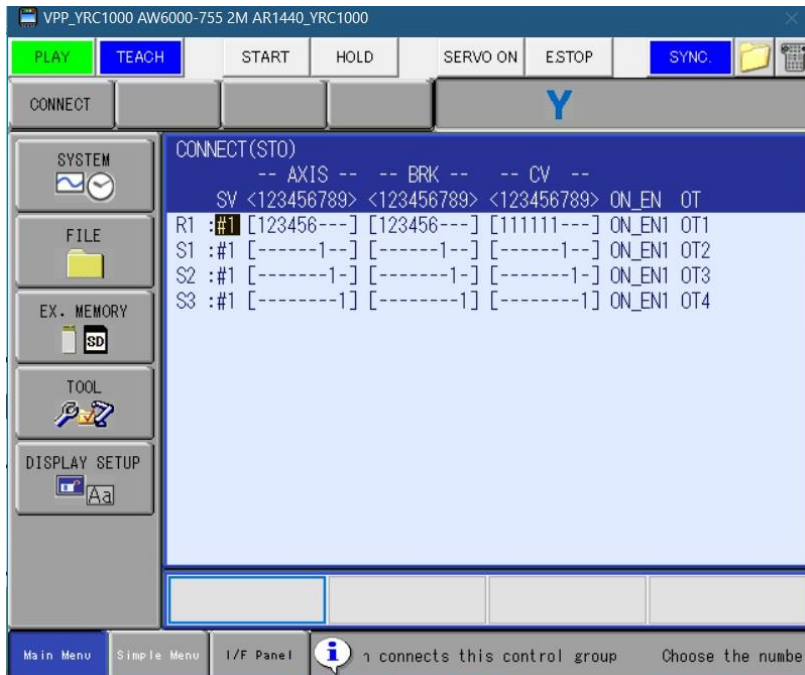 VPP_YRC1000 AW6000-755 2M AR1440_YRC1000
PLAY TEACH START HOLD SERVO ON E.STOP SYNC.
CONNECT
Y
SYSTEM
FILE
EX. MEMORY
SD
TOOL
DISPLAY SETUP
Aa
CONNECT(STO)
-- AXIS -- -- BRK -- -- CV --
SV <123456789> <123456789> <123456789> ON_EN OT
R1 :#1 [123456---] [123456---] [111111---] ON_EN1 OT1
S1 :#1 [------1--] [------1--] [------1--] ON_EN1 OT2
S2 :#1 [-------1-] [-------1-] [-------1-] ON_EN1 OT3
S3 :#1 [--------1] [--------1] [--------1] ON_EN1 OT4
Main Menu Simple Menu I/F Panel connects this control group Choose the numbe